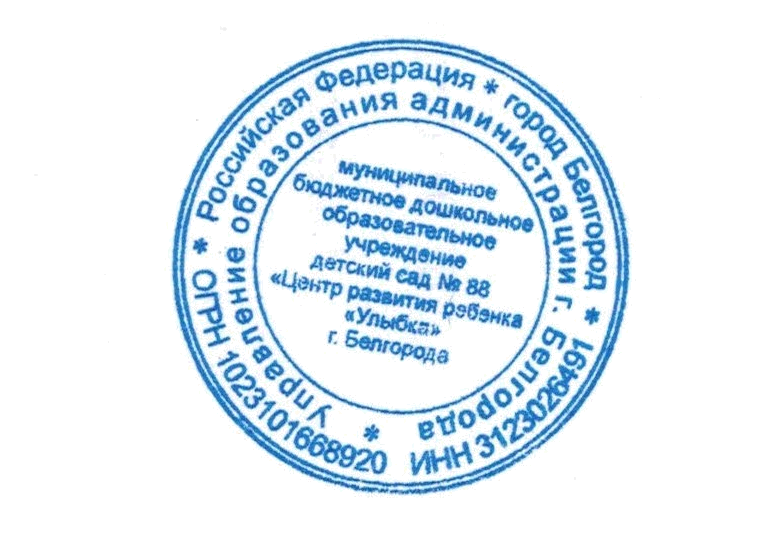 * Российская Федерация * город Белгород *
ОГРН 1023101668920 ИНН 3123026491
* Управление образования администрации г. Белгорода
муниципальное
бюджетное дошкольное
образовательное
учреждение
детский сад № 88
«Центр развития ребенка
«Улыбка»
г. Белгорода